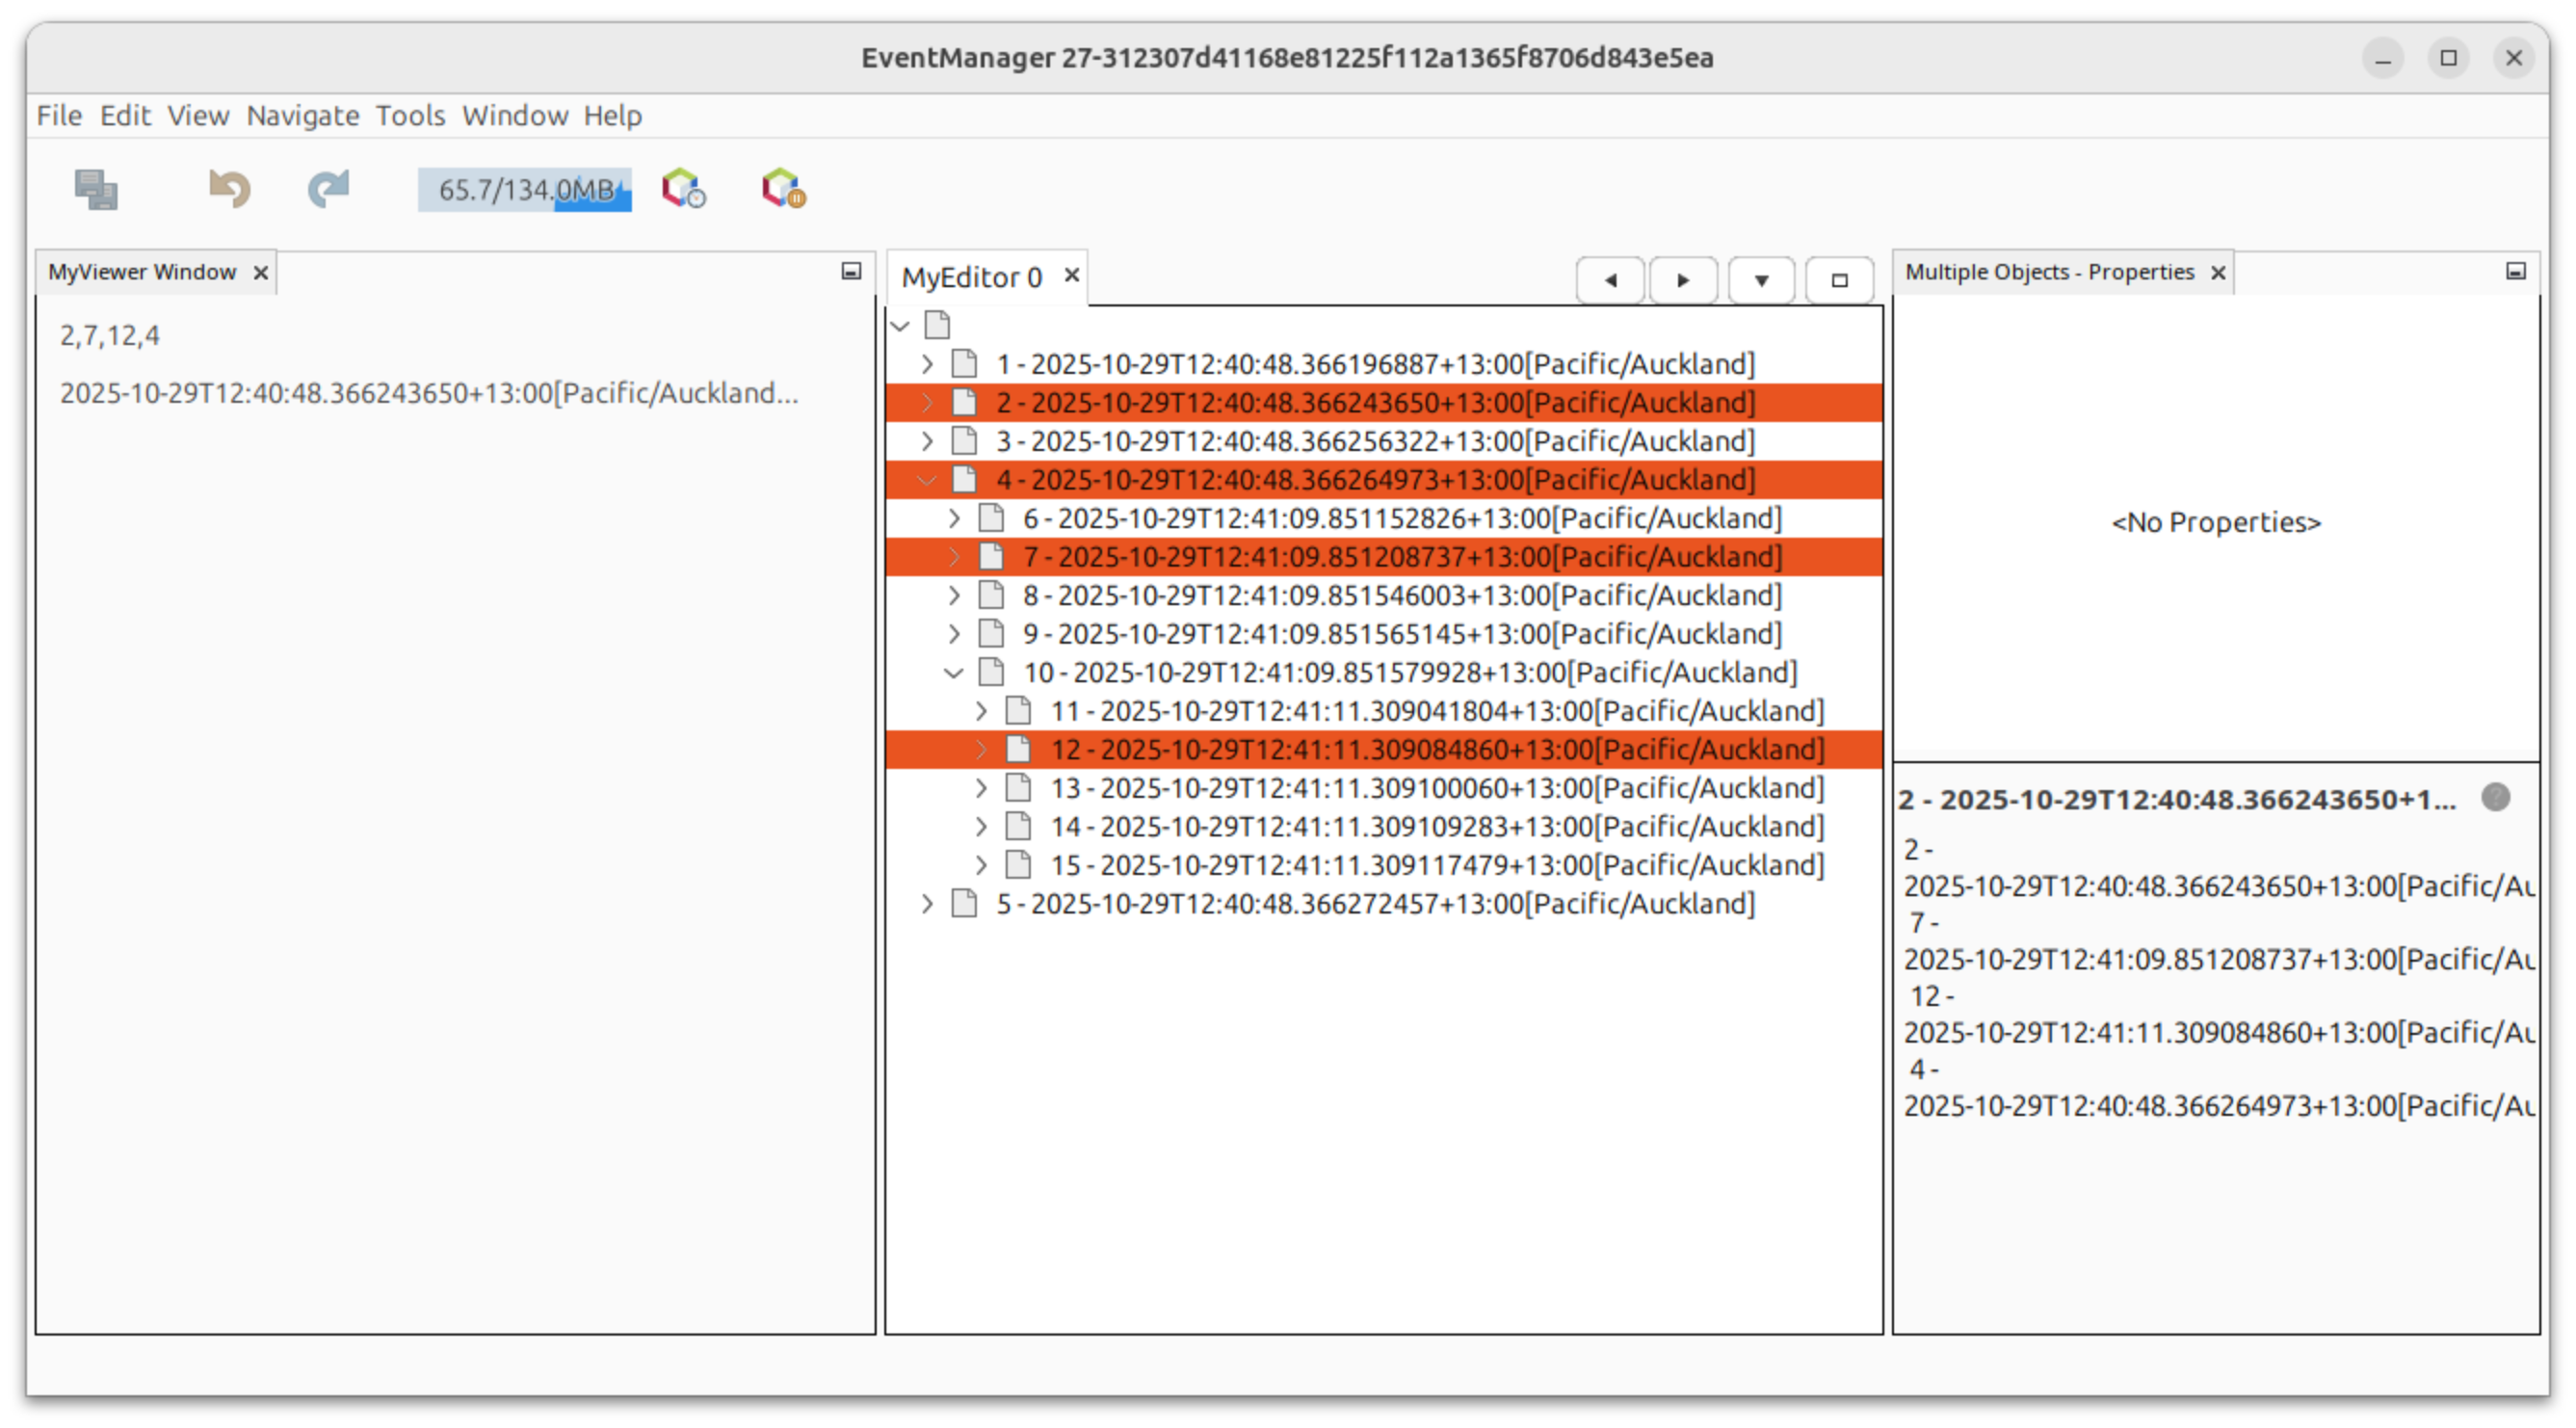 EventManager 27-312307d41168e81225f112a1365f8706d843e5ea
File Edit View Navigate Tools Window Help
65.7/134.0MB
MyViewer Window
2,7,12,4
2025-10-29T12:40:48.366243650+13:00[Pacific/Auckland...
MyEditor 0
1 - 2025-10-29T12:40:48.366196887+13:00[Pacific/Auckland]
2 - 2025-10-29T12:40:48.366243650+13:00[Pacific/Auckland]
3 - 2025-10-29T12:40:48.366256322+13:00[Pacific/Auckland]
4 - 2025-10-29T12:40:48.366264973+13:00[Pacific/Auckland]
6 - 2025-10-29T12:41:09.851152826+13:00[Pacific/Auckland]
7 - 2025-10-29T12:41:09.851208737+13:00[Pacific/Auckland]
8 - 2025-10-29T12:41:09.851546003+13:00[Pacific/Auckland]
9 - 2025-10-29T12:41:09.851565145+13:00[Pacific/Auckland]
10 - 2025-10-29T12:41:09.851579928+13:00[Pacific/Auckland]
11 - 2025-10-29T12:41:11.309041804+13:00[Pacific/Auckland]
12 - 2025-10-29T12:41:11.309084860+13:00[Pacific/Auckland]
13 - 2025-10-29T12:41:11.309100060+13:00[Pacific/Auckland]
14 - 2025-10-29T12:41:11.309109283+13:00[Pacific/Auckland]
15 - 2025-10-29T12:41:11.309117479+13:00[Pacific/Auckland]
5 - 2025-10-29T12:40:48.366272457+13:00[Pacific/Auckland]
Multiple Objects - Properties
<No Properties>
2 - 2025-10-29T12:40:48.366243650+1...
?
2 -
2025-10-29T12:40:48.366243650+13:00[Pacific/Au
7 -
2025-10-29T12:41:09.851208737+13:00[Pacific/Au
12 -
2025-10-29T12:41:11.309084860+13:00[Pacific/Au
4 -
2025-10-29T12:40:48.366264973+13:00[Pacific/Au